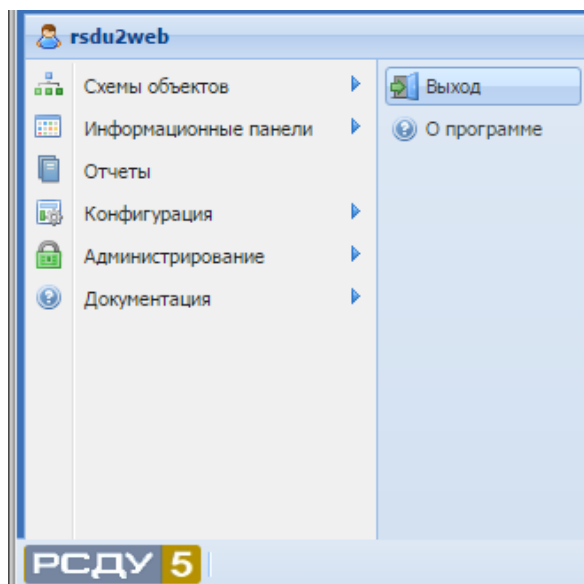 rsdu2web
Схемы объектов
Информационные панели
Отчеты
Конфигурация
Администрирование
Документация
Выход
О программе
РСДУ 5